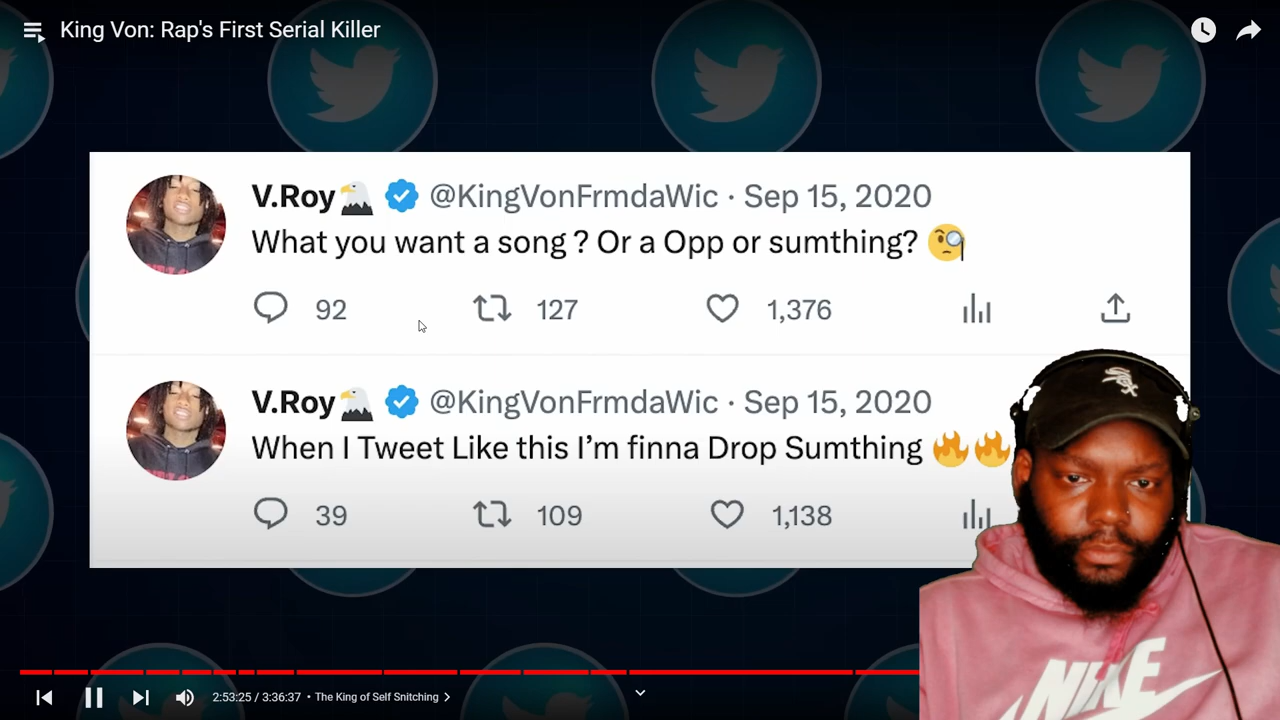 King Von: Rap's First Serial Killer
V.Roy🦅 @KingVonFrmdaWic · Sep 15, 2020
What you want a song ? Or a Opp or sumthing? 🧐
92 127 1,376
V.Roy🦅 @KingVonFrmdaWic · Sep 15, 2020
When I Tweet Like this I’m finna Drop Sumthing 🔥🔥
39 109 1,138
Sox
NIKE
2:53:25 / 3:36:37 • The King of Self Snitching >